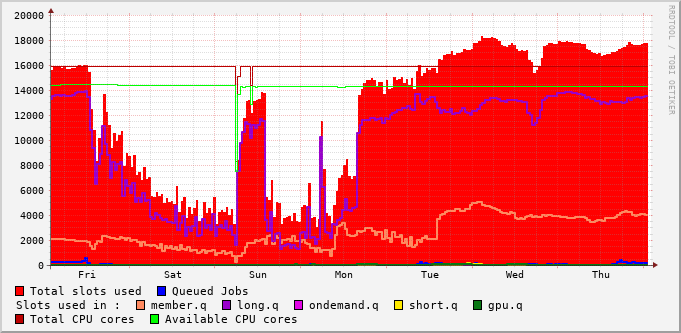 20000
18000
16000
14000
12000
10000
8000
6000
4000
2000
0
Fri Sat Sun Mon Tue Wed Thu
Total slots used Queued Jobs
Slots used in : member.q long.q ondemand.q short.q gpu.q
Total CPU cores Available CPU cores
RRDTOOL / TOBI OETIKER